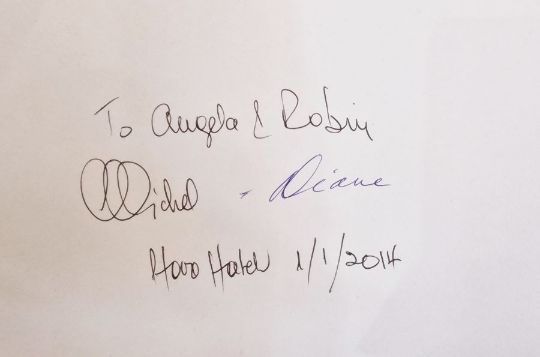 To Angela & Robin
Michel + Diane
Hotel 1/1/2014